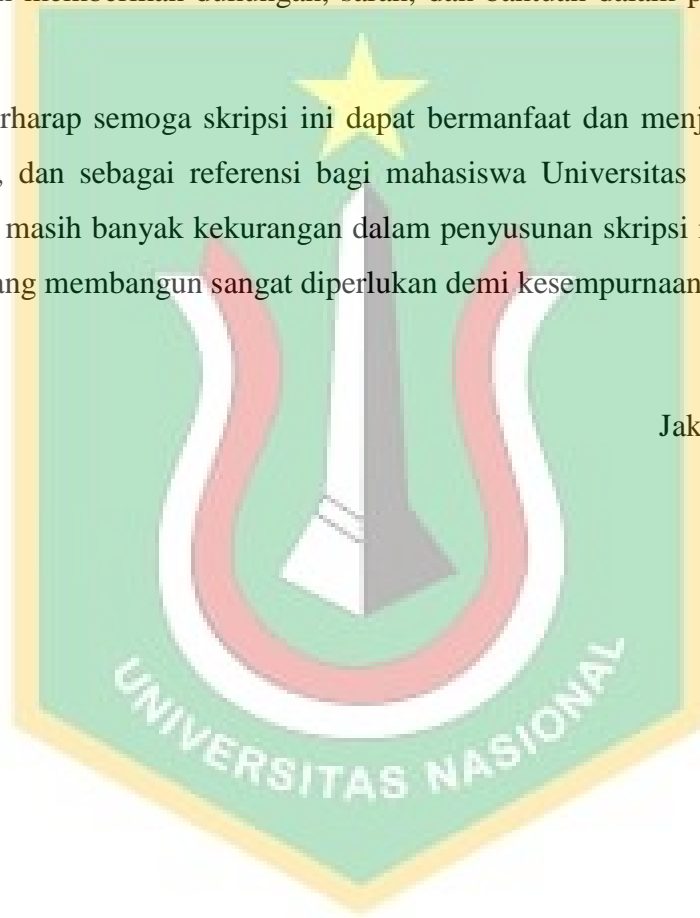 dukungan, saran, dan bantuan dalam
rharap semoga skripsi ini dapat bermanfaat dan menj
, dan sebagai referensi bagi mahasiswa Universitas
masih banyak kekurangan dalam penyusunan skripsi
ang membangun sangat diperlukan demi kesempurnaan
Jak
UNIVERSITAS NASIONAL